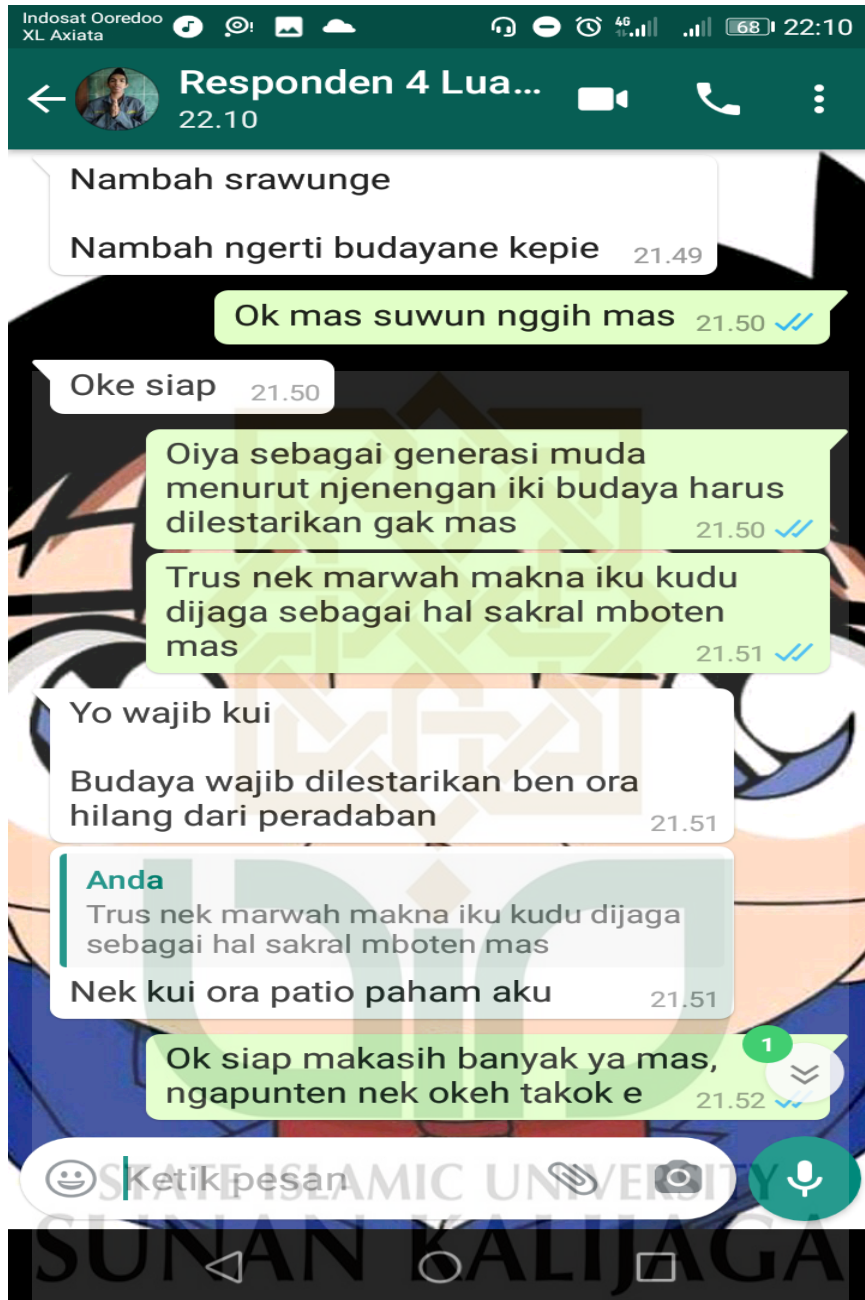 Indosat Ooredoo
XL Axiata
4G
68
22:10
Responden 4 Lua...
22.10
Nambah srawunge
Nambah ngerti budayane kepie 21.49
Ok mas suwun nggih mas 21.50
Oke siap 21.50
Oiya sebagai generasi muda
menurut njenengan iki budaya harus
dilestarikan gak mas 21.50
Trus nek marwah makna iku kudu
dijaga sebagai hal sakral mboten
mas 21.51
Yo wajib kui
Budaya wajib dilestarikan ben ora
hilang dari peradaban 21.51
Anda
Trus nek marwah makna iku kudu dijaga
sebagai hal sakral mboten mas
Nek kui ora patio paham aku 21.51
Ok siap makasih banyak ya mas,
ngapunten nek okeh takok e 21.52
1
Ketik pesan
STATE ISLAMIC UNIVERSITY
SUNAN KALIJAGA